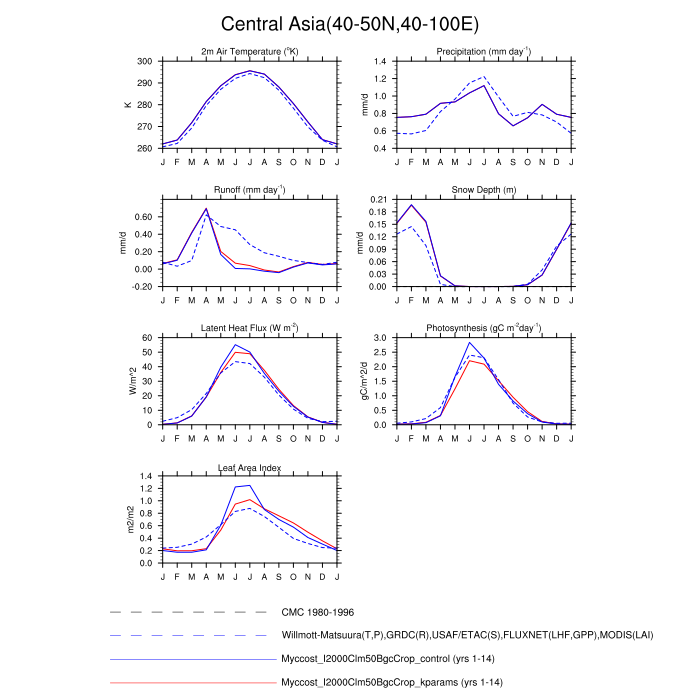 Central Asia(40-50N,40-100E)
2m Air Temperature (°K)
K
300
290
280
270
260
J F M A M J J A S O N D J
Precipitation (mm day⁻¹)
mm/d
1.4
1.2
1.0
0.8
0.6
0.4
J F M A M J J A S O N D J
Runoff (mm day⁻¹)
mm/d
0.60
0.40
0.20
0.00
-0.20
J F M A M J J A S O N D J
Snow Depth (m)
mm/d
0.21
0.18
0.15
0.12
0.09
0.06
0.03
0.00
J F M A M J J A S O N D J
Latent Heat Flux (W m⁻²)
W/m^2
60
50
40
30
20
10
0
J F M A M J J A S O N D J
Photosynthesis (gC m⁻²day⁻¹)
gC/m^2/d
3.0
2.5
2.0
1.5
1.0
0.5
0.0
J F M A M J J A S O N D J
Leaf Area Index
m2/m2
1.4
1.2
1.0
0.8
0.6
0.4
0.2
0.0
J F M A M J J A S O N D J
CMC 1980-1996
Willmott-Matsuura(T,P),GRDC(R),USAF/ETAC(S),FLUXNET(LHF,GPP),MODIS(LAI)
Myccost_I2000Clm50BgcCrop_control (yrs 1-14)
Myccost_I2000Clm50BgcCrop_kparams (yrs 1-14)